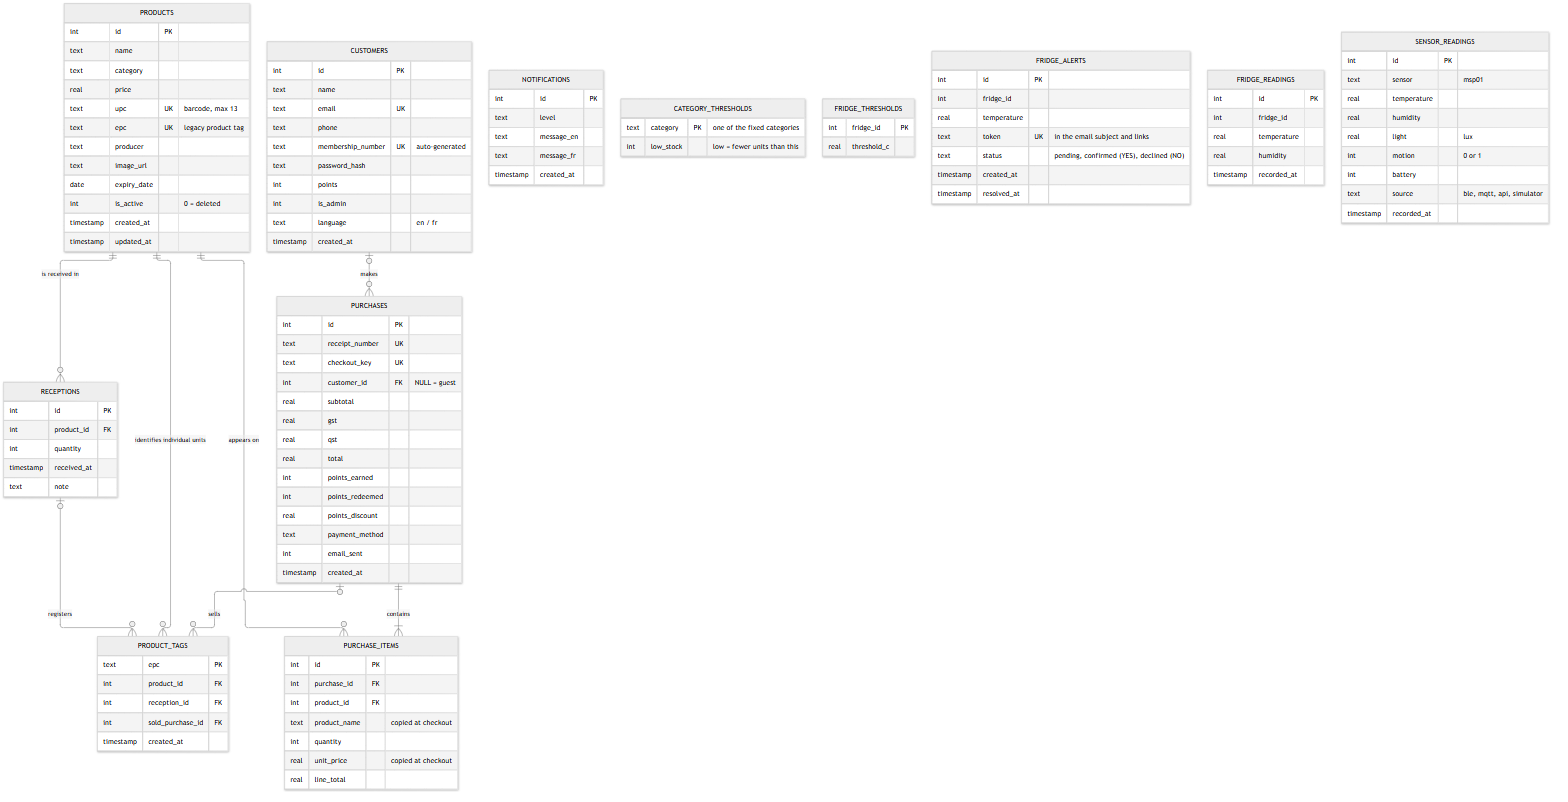 PRODUCTS
int id PK
text name
text category
real price
text upc UK barcode, max 13
text epc UK legacy product tag
text producer
text image_url
date expiry_date
int is_active 0 = deleted
timestamp created_at
timestamp updated_at
CUSTOMERS
int id PK
text name
text email UK
text phone
text membership_number UK auto-generated
text password_hash
int points
int is_admin
text language en / fr
timestamp created_at
NOTIFICATIONS
int id PK
text level
text message_en
text message_fr
timestamp created_at
CATEGORY_THRESHOLDS
text category PK one of the fixed categories
int low_stock low = fewer units than this
FRIDGE_THRESHOLDS
int fridge_id PK
real threshold_c
FRIDGE_ALERTS
int id PK
int fridge_id
real temperature
text token UK in the email subject and links
text status pending, confirmed (YES), declined (NO)
timestamp created_at
timestamp resolved_at
FRIDGE_READINGS
int id PK
int fridge_id
real temperature
real humidity
timestamp recorded_at
SENSOR_READINGS
int id PK
text sensor msp01
real temperature
real humidity
real light lux
int motion 0 or 1
int battery
text source ble, mqtt, api, simulator
timestamp recorded_at
is received in
makes
PURCHASES
int id PK
text receipt_number UK
text checkout_key UK
int customer_id FK NULL = guest
real subtotal
real gst
real qst
real total
int points_earned
int points_redeemed
real points_discount
text payment_method
int email_sent
timestamp created_at
RECEPTIONS
int id PK
int product_id FK
int quantity
timestamp received_at
text note
identifies individual units
appears on
registers
sells
contains
PRODUCT_TAGS
text epc PK
int product_id FK
int reception_id FK
int sold_purchase_id FK
timestamp created_at
PURCHASE_ITEMS
int id PK
int purchase_id FK
int product_id FK
text product_name copied at checkout
int quantity
real unit_price copied at checkout
real line_total